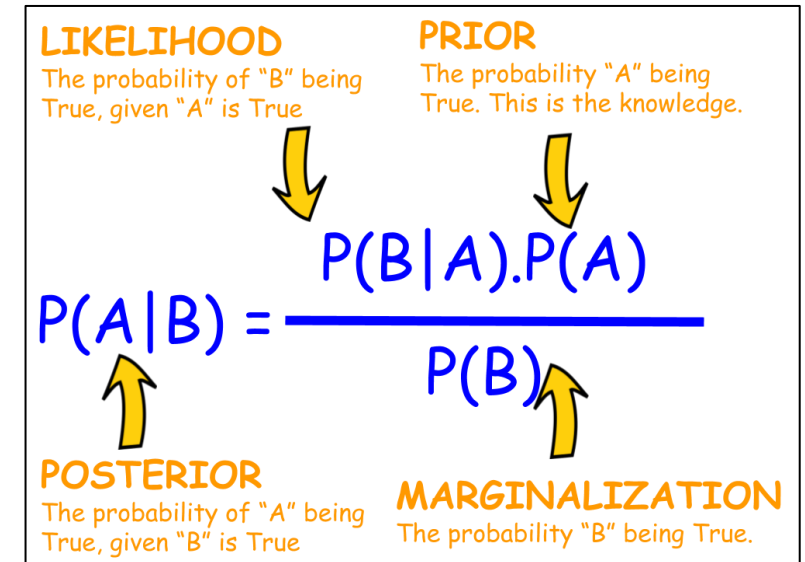 LIKELIHOOD
The probability of “B” being
True, given “A” is True
PRIOR
The probability “A” being
True. This is the knowledge.
P(B|A).P(A)
P(A|B) =
P(B)
POSTERIOR
The probability of “A” being
True, given “B” is True
MARGINALIZATION
The probability “B” being True.